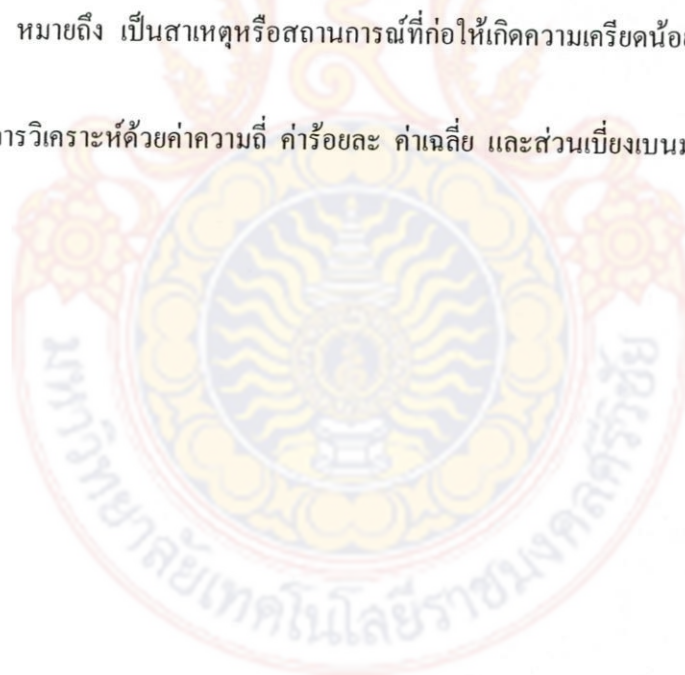 หมายถึง เป็นสาเหตุหรือสถานการณ์ที่ก่อให้เกิดความเครียดน้อย
ารวิเคราะห์ด้วยค่าความถี่ ค่าร้อยละ ค่าเฉลี่ย และส่วนเบี่ยงเบนม
มหาวิทยาลัยเทคโนโลยีราชมงคลศรีวิชัย